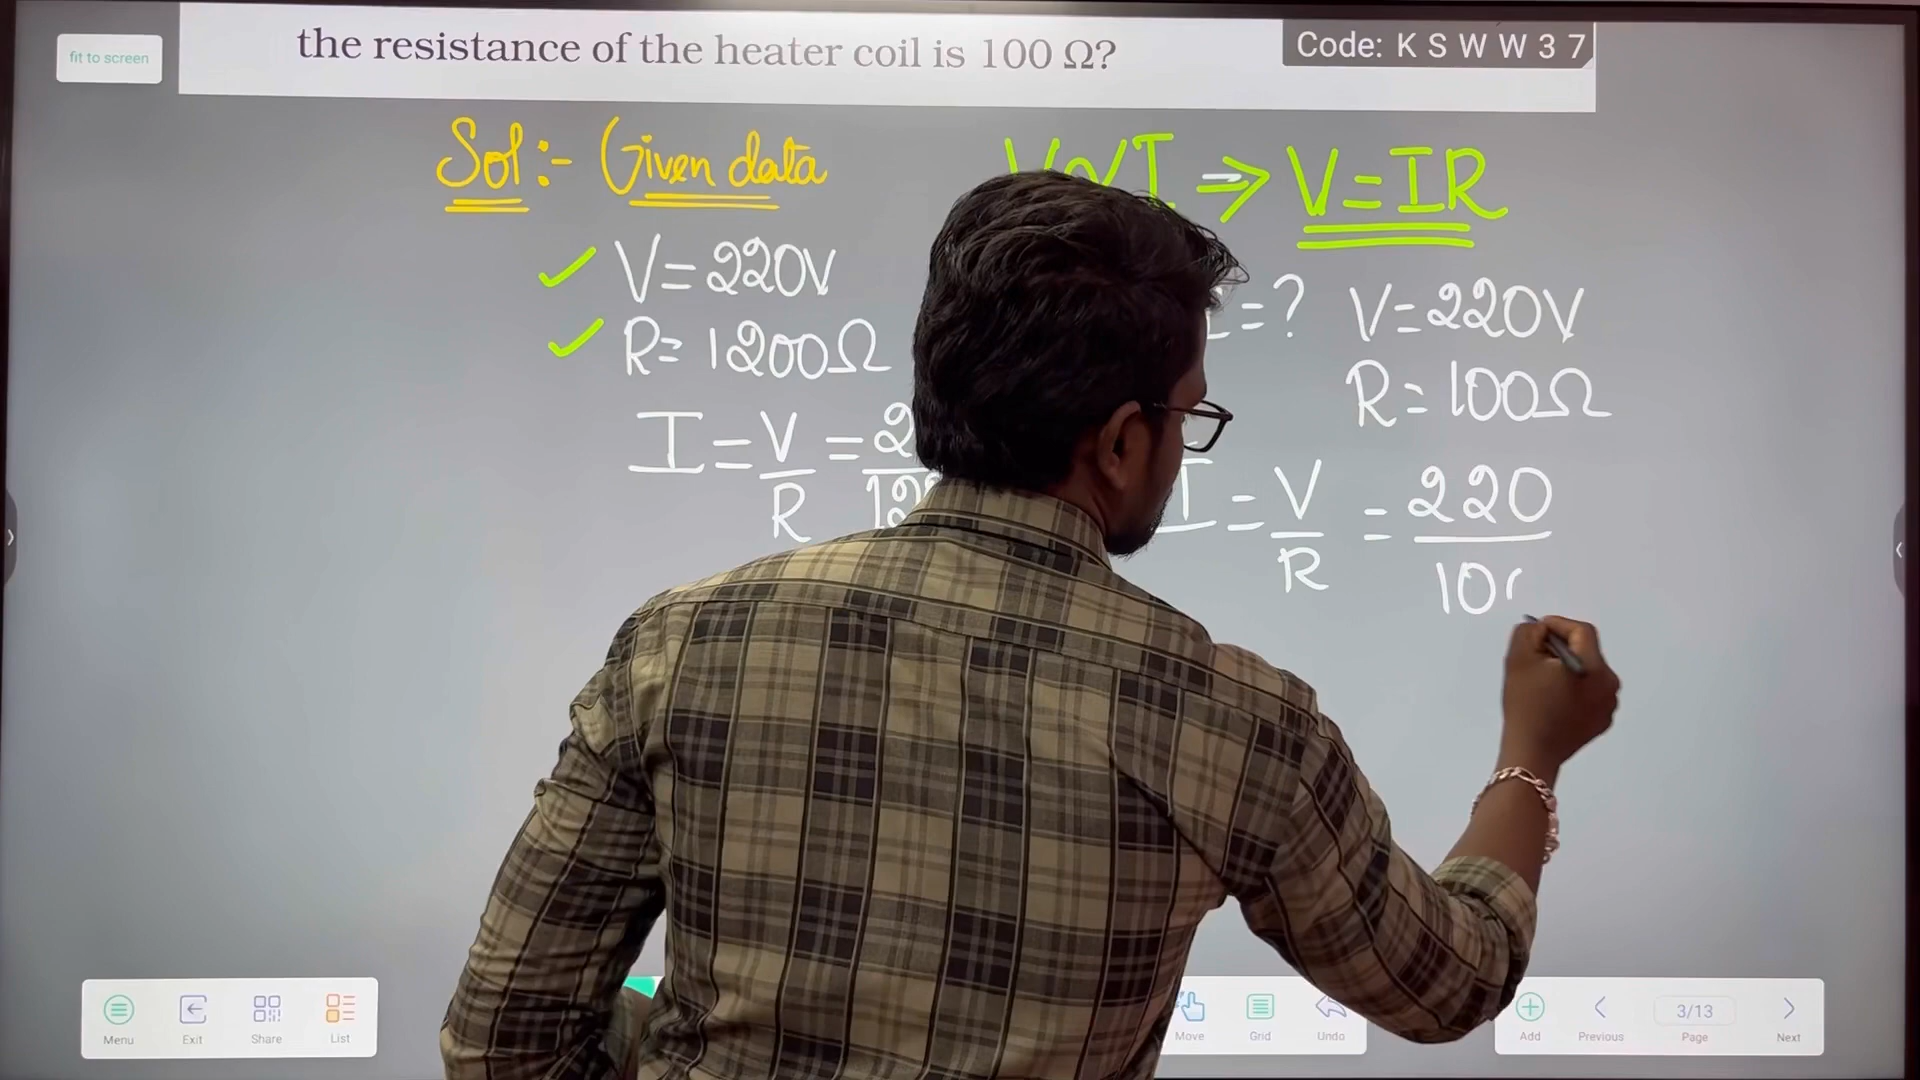 fit to screen
the resistance of the heater coil is 100 Ω?
Code: K S W W 3 7
Sol:- Given data
V∝I ⇒ V=IR
V=220V
R=1200Ω
I=V/R=
=? V=220V
R=100Ω
I=V/R=220/10
Menu
Exit
Share
List
Move
Grid
Undo
Add
Previous
3/13
Page
Next